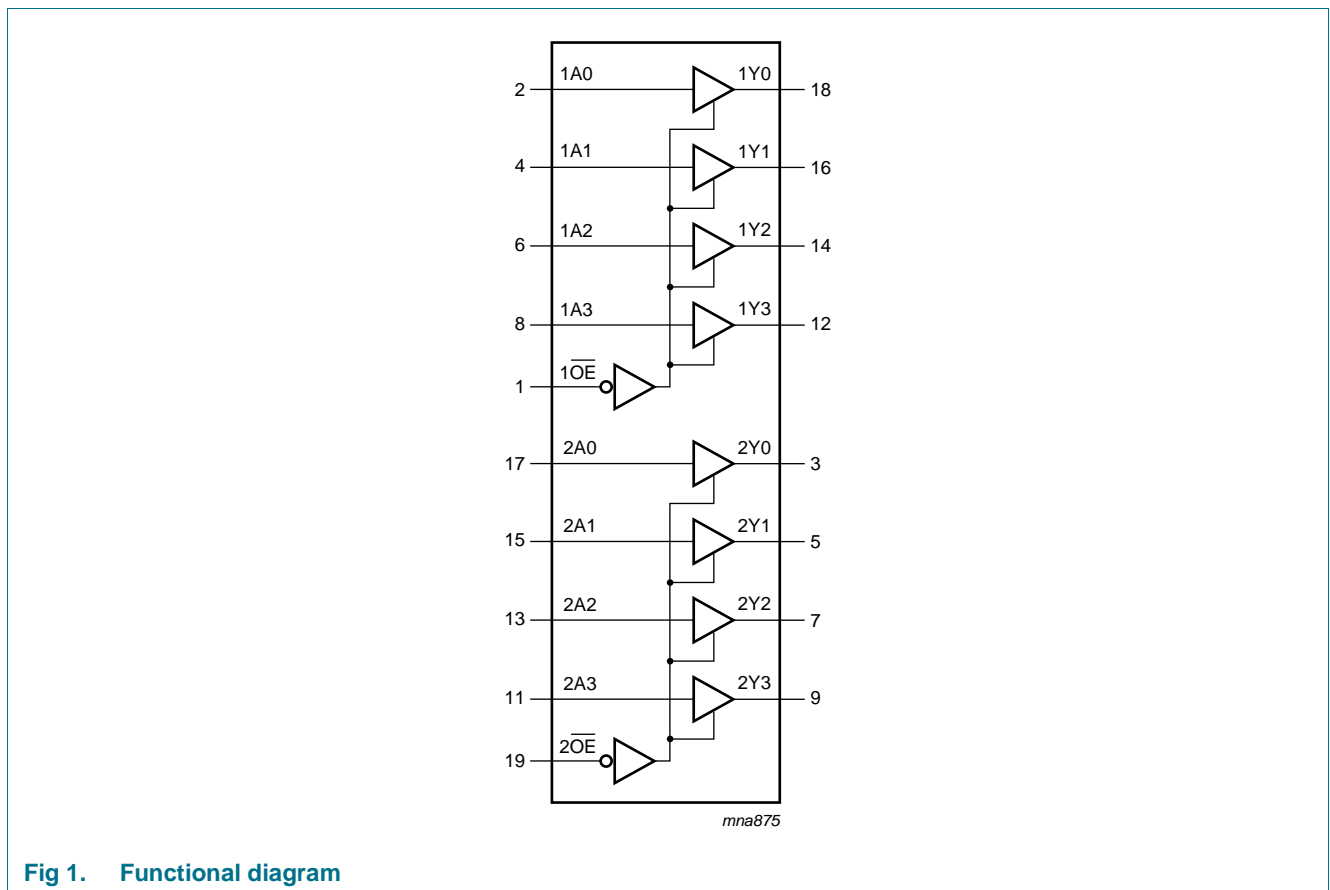 2 1A0 1Y0 18
4 1A1 1Y1 16
6 1A2 1Y2 14
8 1A3 1Y3 12
1 1O̅E̅
17 2A0 2Y0 3
15 2A1 2Y1 5
13 2A2 2Y2 7
11 2A3 2Y3 9
19 2O̅E̅
mna875
Fig 1. Functional diagram